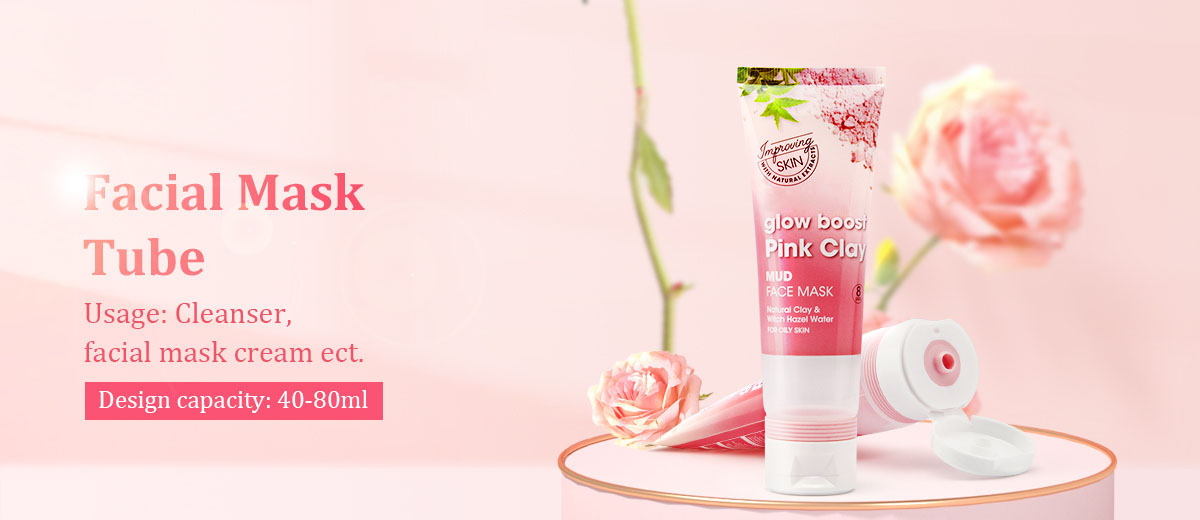 Facial Mask
Tube
Usage: Cleanser,
facial mask cream ect.
Design capacity: 40-80ml
Improving
SKIN
WITH NATURAL EXTRACTS
glow boost
Pink Clay
MUD
FACE MASK
8
Natural Clay &
Witch Hazel Water
FOR OILY SKIN